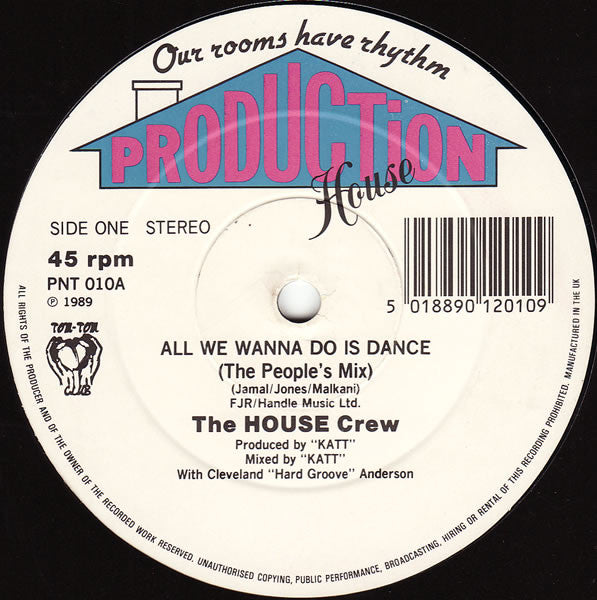 Our rooms have rhythm
PRODUCTiON
House
SIDE ONE STEREO
45 rpm
PNT 010A
℗ 1989
TOM-TOM
CLUB
5 018890 120109
ALL WE WANNA DO IS DANCE
(The People's Mix)
(Jamal/Jones/Malkani)
FJR/Handle Music Ltd.
The HOUSE Crew
Produced by "KATT"
Mixed by "KATT"
With Cleveland "Hard Groove" Anderson
ALL RIGHTS OF THE PRODUCER AND OF THE OWNER OF THE RECORDED WORK RESERVED. UNAUTHORISED COPYING, PUBLIC PERFORMANCE, BROADCASTING, HIRING OR RENTAL OF THIS RECORDING PROHIBITED. MANUFACTURED IN THE UK